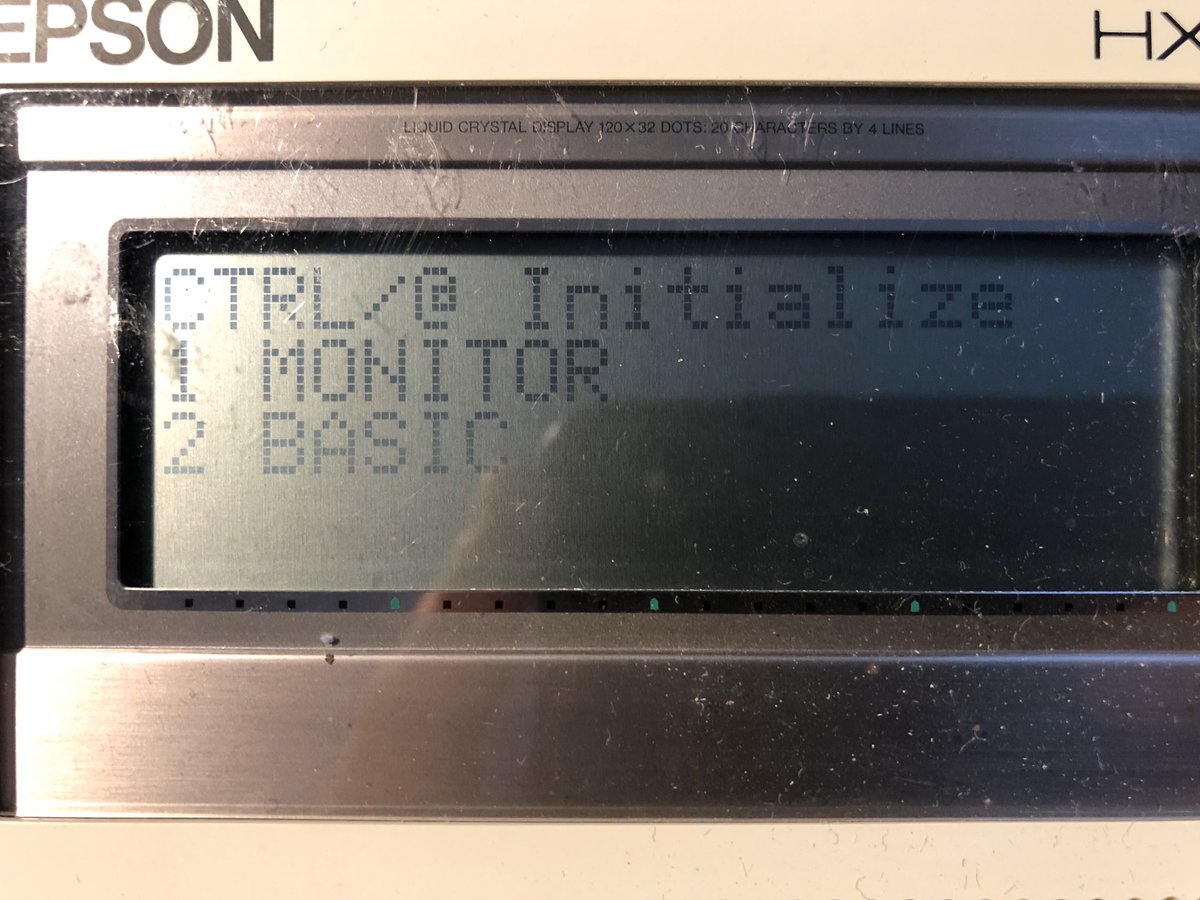 EPSON
HX
LIQUID CRYSTAL DISPLAY 120×32 DOTS: 20 CHARACTERS BY 4 LINES
CTRL/@ Initialize
1 MONITOR
2 BASIC